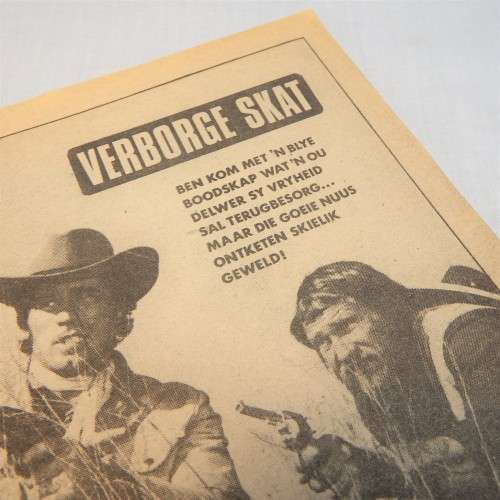 VERBORGE SKAT
BEN KOM MET 'N BLYE
BOODSKAP WAT 'N OU
DELWER SY VRYHEID
SAL TERUGBESORG...
MAAR DIE GOEIE NUUS
ONTKETEN SKIELIK
GEWELD!